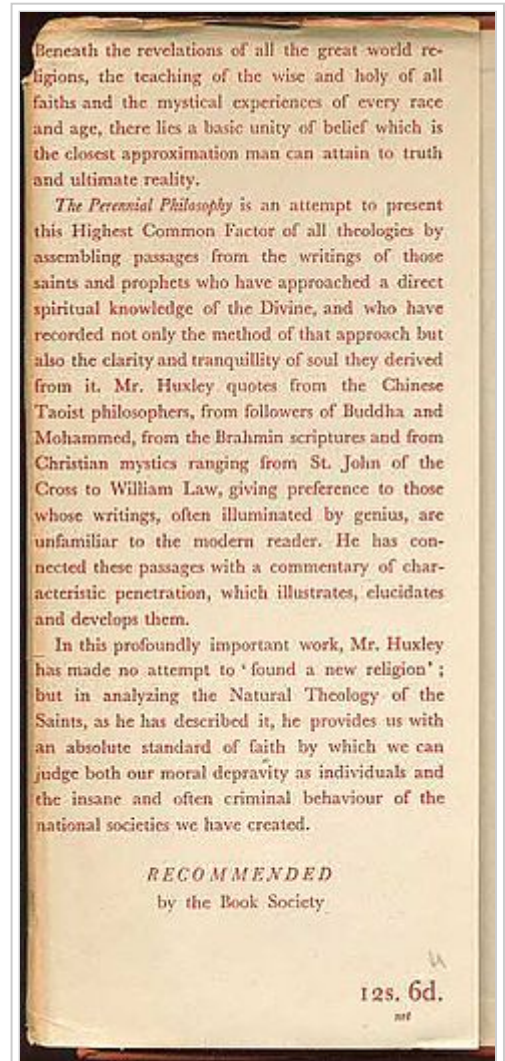 Beneath the revelations of all the great world re-
ligions, the teaching of the wise and holy of all
faiths and the mystical experiences of every race
and age, there lies a basic unity of belief which is
the closest approximation man can attain to truth
and ultimate reality.
The Perennial Philosophy is an attempt to present
this Highest Common Factor of all theologies by
assembling passages from the writings of those
saints and prophets who have approached a direct
spiritual knowledge of the Divine, and who have
recorded not only the method of that approach but
also the clarity and tranquillity of soul they derived
from it. Mr. Huxley quotes from the Chinese
Taoist philosophers, from followers of Buddha and
Mohammed, from the Brahmin scriptures and from
Christian mystics ranging from St. John of the
Cross to William Law, giving preference to those
whose writings, often illuminated by genius, are
unfamiliar to the modern reader. He has con-
nected these passages with a commentary of char-
acteristic penetration, which illustrates, elucidates
and develops them.
In this profoundly important work, Mr. Huxley
has made no attempt to ‘found a new religion’;
but in analyzing the Natural Theology of the
Saints, as he has described it, he provides us with
an absolute standard of faith by which we can
judge both our moral depravity as individuals and
the insane and often criminal behaviour of the
national societies we have created.
RECOMMENDED
by the Book Society
12s. 6d.
net